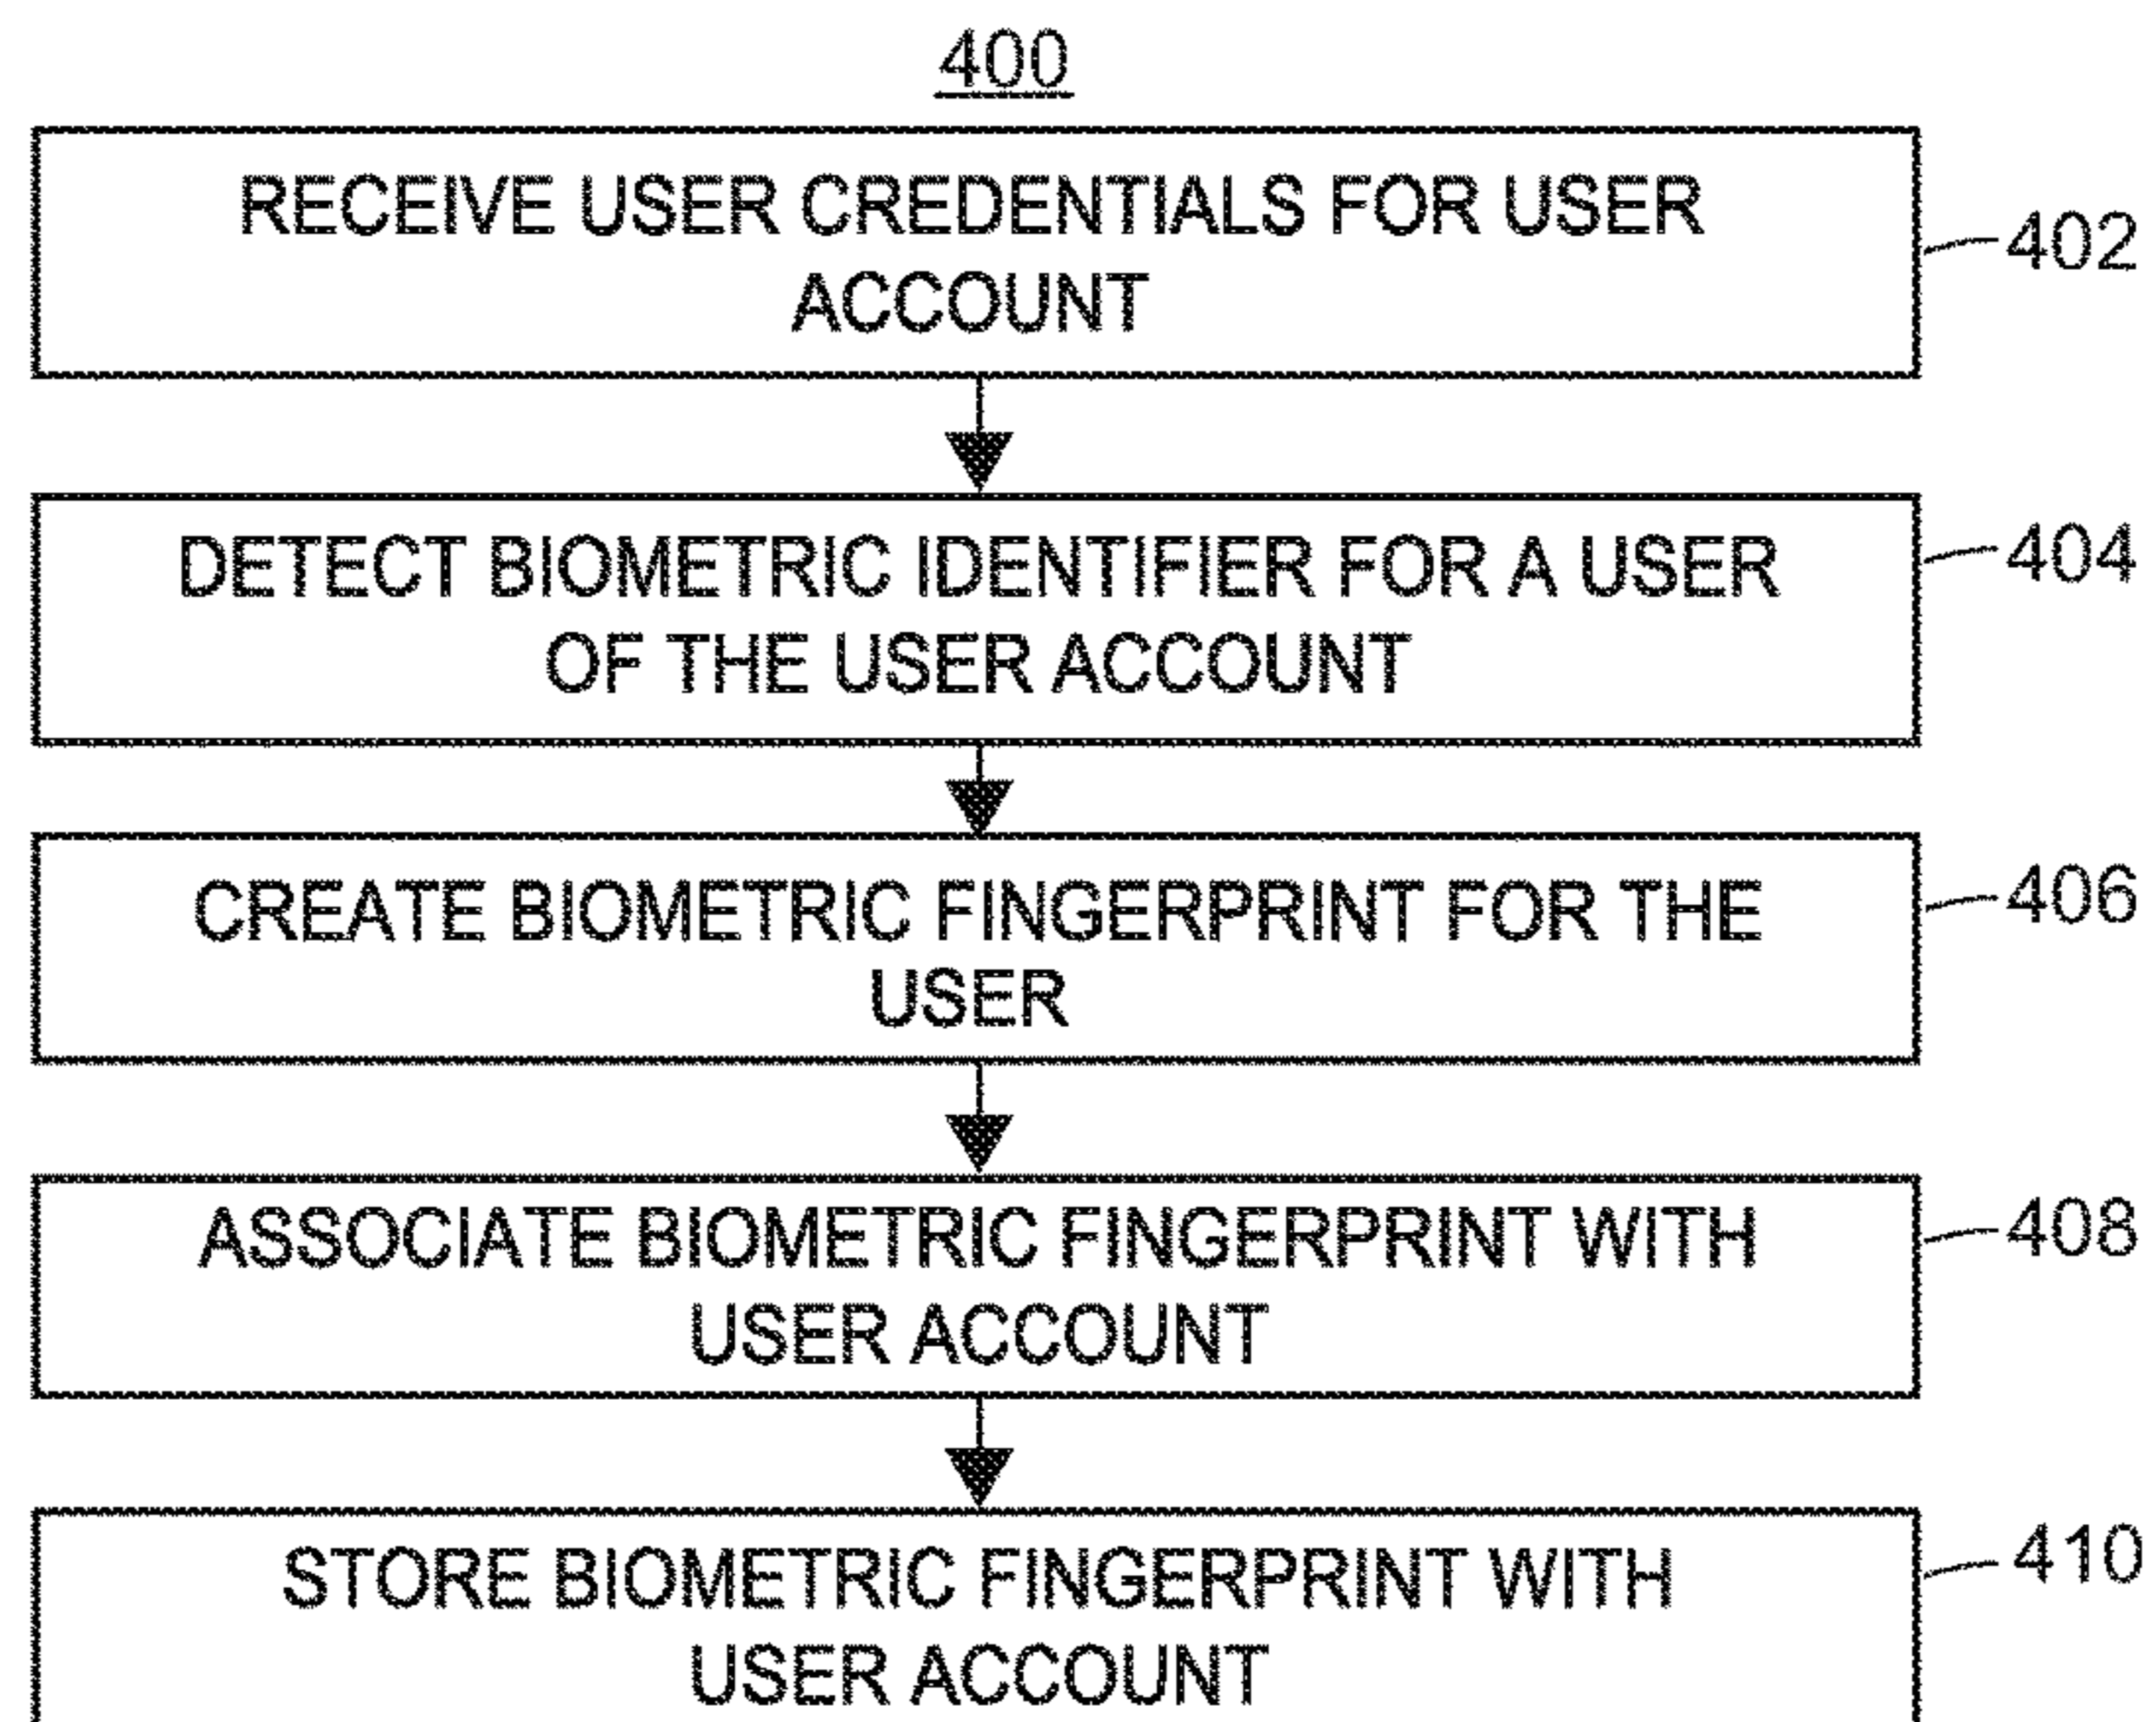 400
RECEIVE USER CREDENTIALS FOR USER
ACCOUNT
402
DETECT BIOMETRIC IDENTIFIER FOR A USER
OF THE USER ACCOUNT
404
CREATE BIOMETRIC FINGERPRINT FOR THE
USER
406
ASSOCIATE BIOMETRIC FINGERPRINT WITH
USER ACCOUNT
408
STORE BIOMETRIC FINGERPRINT WITH
USER ACCOUNT
410